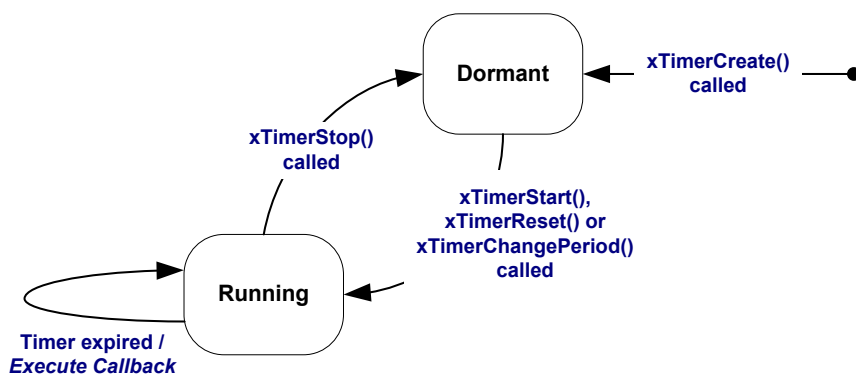 Dormant
xTimerCreate()
called
xTimerStop()
called
xTimerStart(),
xTimerReset() or
xTimerChangePeriod()
called
Running
Timer expired /
Execute Callback